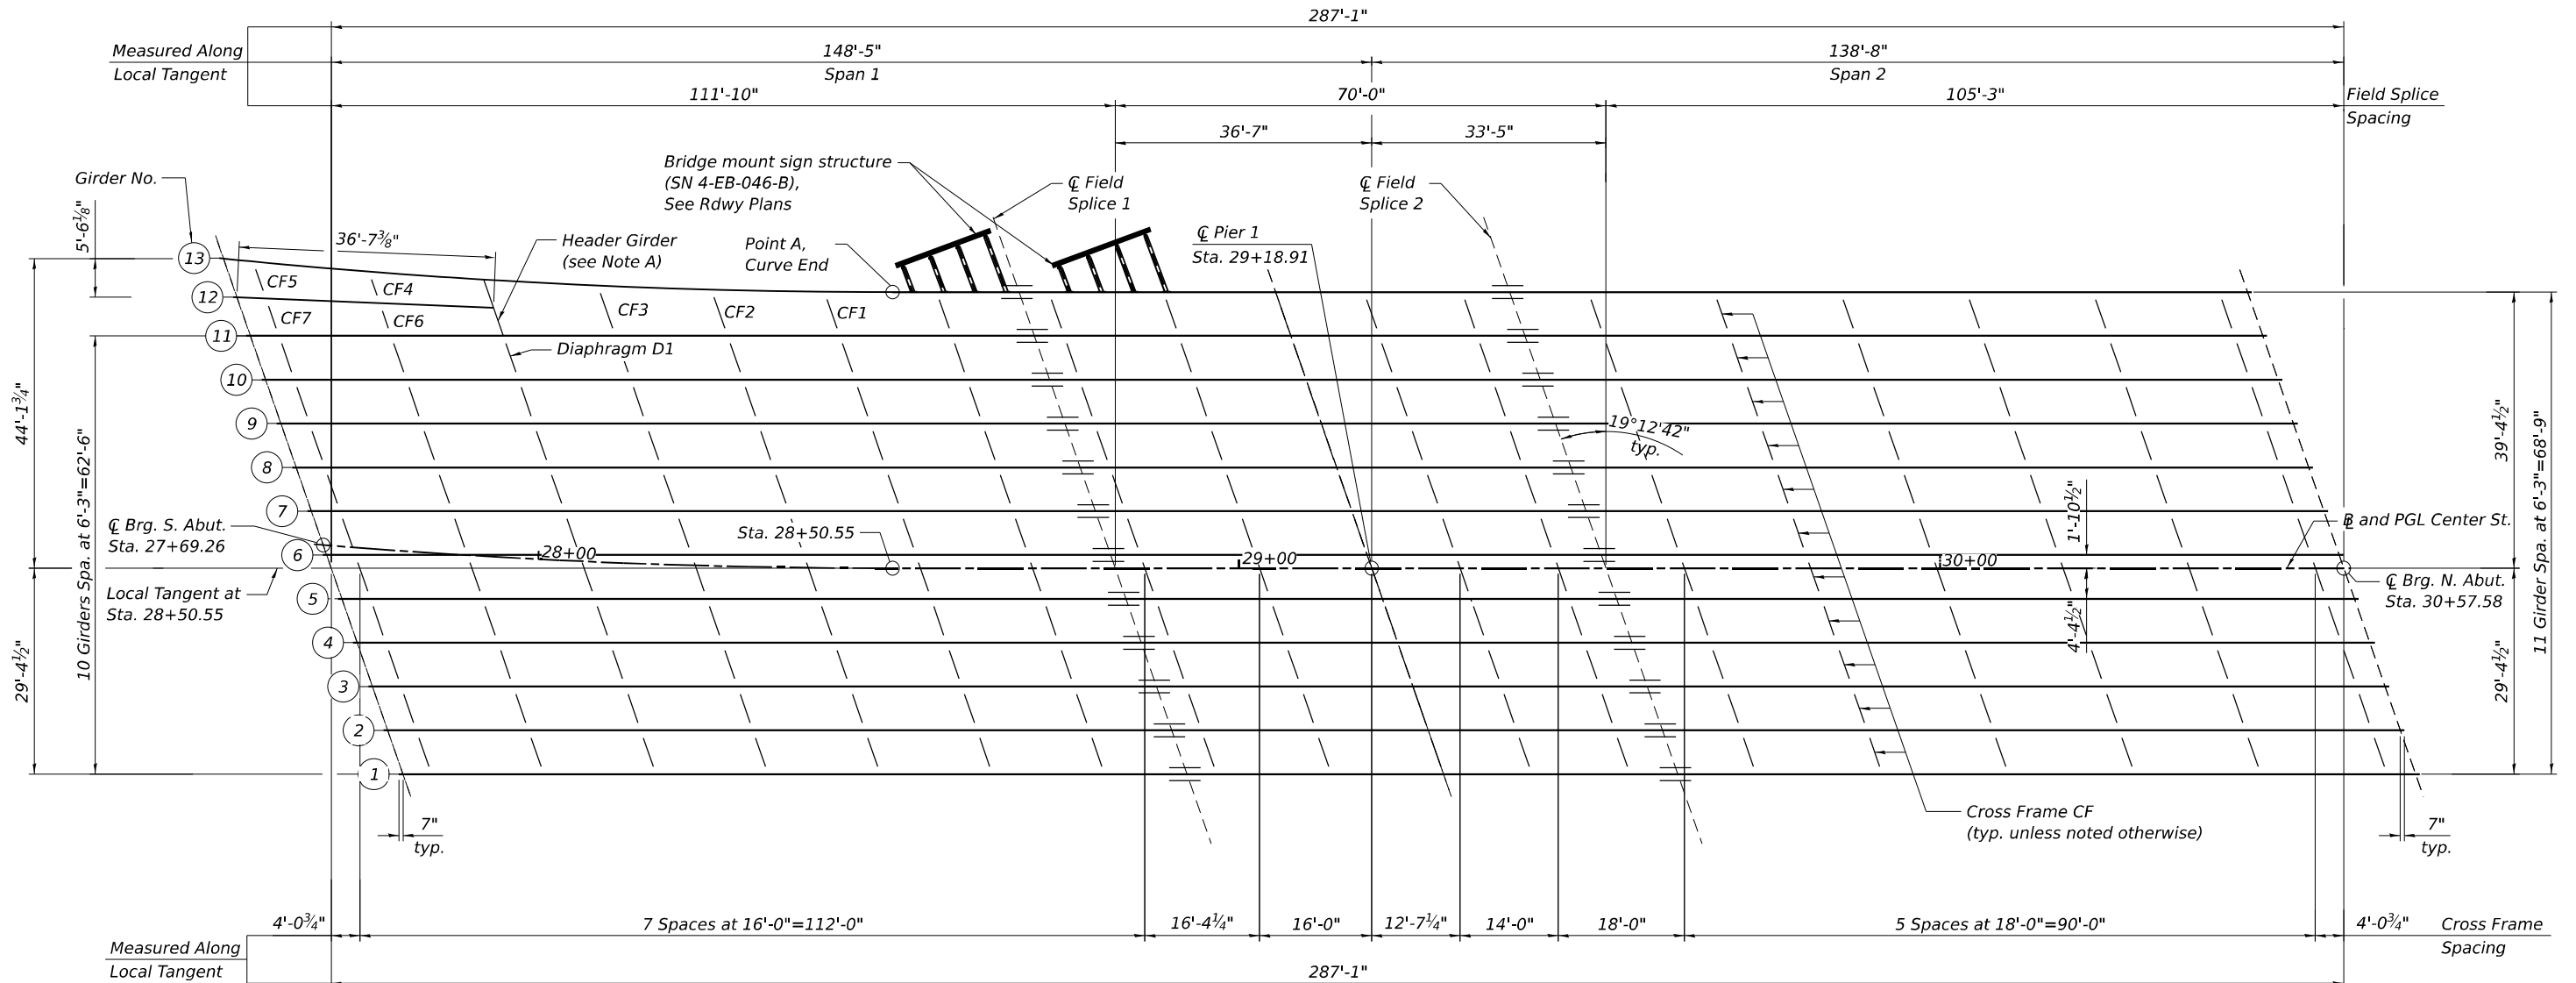 287'-1"
Measured Along
Local Tangent
148'-5"
Span 1
138'-8"
Span 2
111'-10"
70'-0"
105'-3"
Field Splice
Spacing
36'-7"
33'-5"
Girder No.
Bridge mount sign structure
(SN 4-EB-046-B),
See Rdwy Plans
℄ Field
Splice 1
℄ Field
Splice 2
5'-6⅛"
36'-7⅜"
Header Girder
(see Note A)
Point A,
Curve End
℄ Pier 1
Sta. 29+18.91
13
CF5
CF4
12
CF7
CF6
CF3
CF2
CF1
11
Diaphragm D1
10
9
19°12'42"
typ.
8
7
44'-1¾"
10 Girders Spa. at 6'-3"=62'-6"
39'-4½"
11 Girder Spa. at 6'-3"=68'-9"
1'-10½"
℄ Brg. S. Abut.
Sta. 27+69.26
Sta. 28+50.55
B and PGL Center St.
6
28+00
29+00
30+00
Local Tangent at
Sta. 28+50.55
5
℄ Brg. N. Abut.
Sta. 30+57.58
4'-4½"
4
29'-4½"
29'-4½"
3
2
1
7"
typ.
Cross Frame CF
(typ. unless noted otherwise)
7"
typ.
4'-0¾"
7 Spaces at 16'-0"=112'-0"
16'-4¼"
16'-0"
12'-7¼"
14'-0"
18'-0"
5 Spaces at 18'-0"=90'-0"
4'-0¾"
Cross Frame
Spacing
Measured Along
Local Tangent
287'-1"